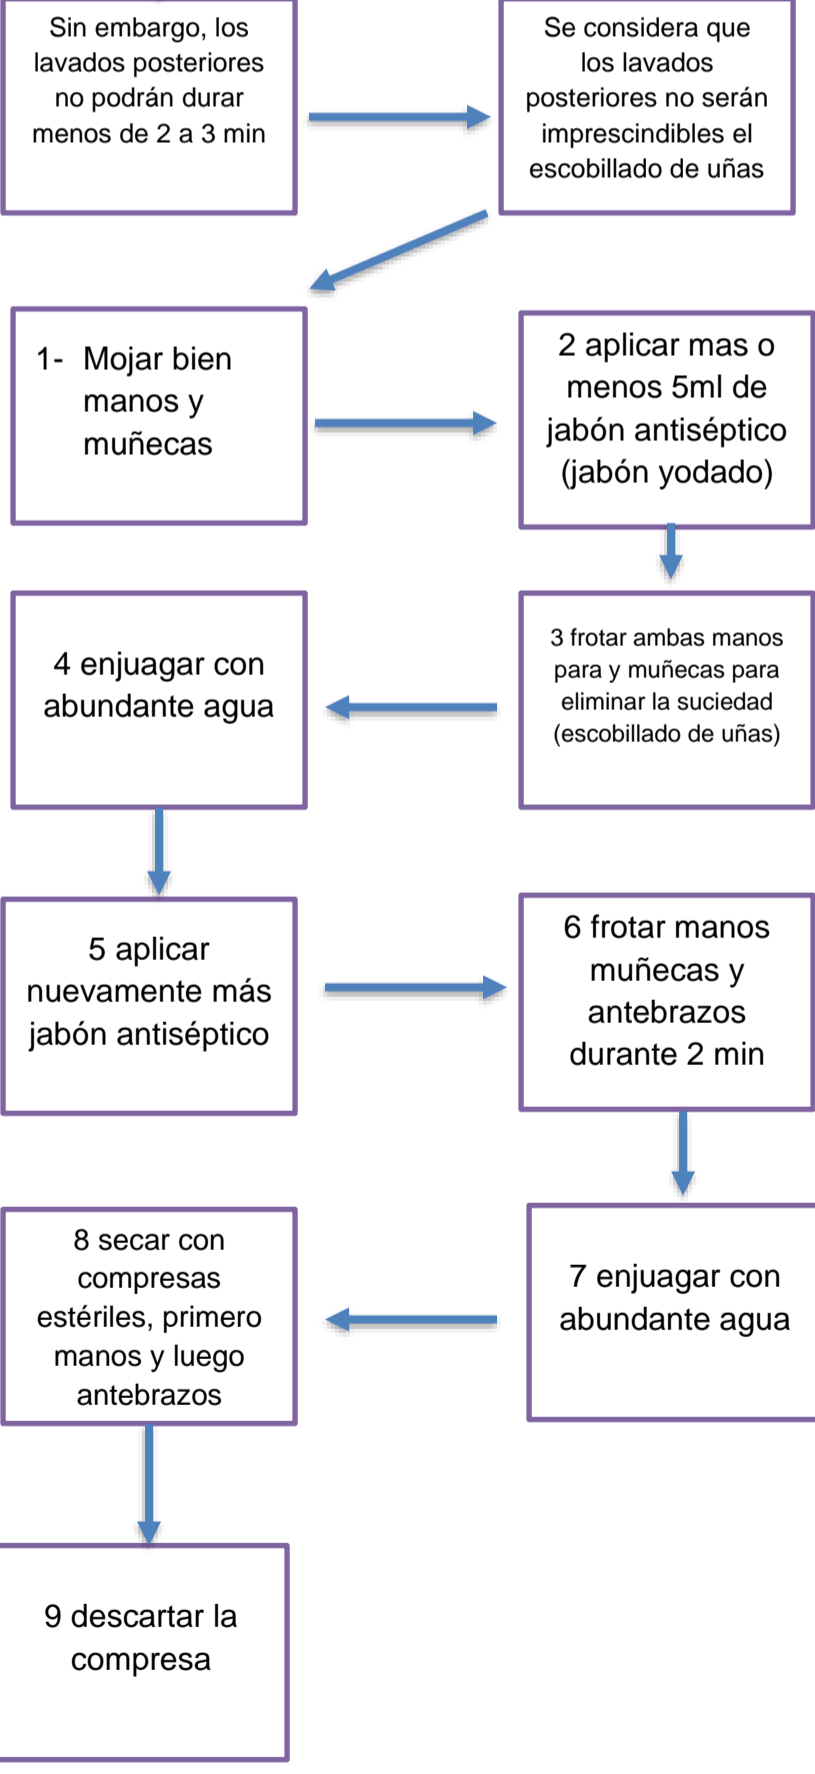 Sin embargo, los
lavados posteriores
no podrán durar
menos de 2 a 3 min
Se considera que
los lavados
posteriores no serán
imprescindibles el
escobillado de uñas
1- Mojar bien
manos y
muñecas
2 aplicar mas o
menos 5ml de
jabón antiséptico
(jabón yodado)
3 frotar ambas manos
para y muñecas para
eliminar la suciedad
(escobillado de uñas)
4 enjuagar con
abundante agua
5 aplicar
nuevamente más
jabón antiséptico
6 frotar manos
muñecas y
antebrazos
durante 2 min
7 enjuagar con
abundante agua
8 secar con
compresas
estériles, primero
manos y luego
antebrazos
9 descartar la
compresa